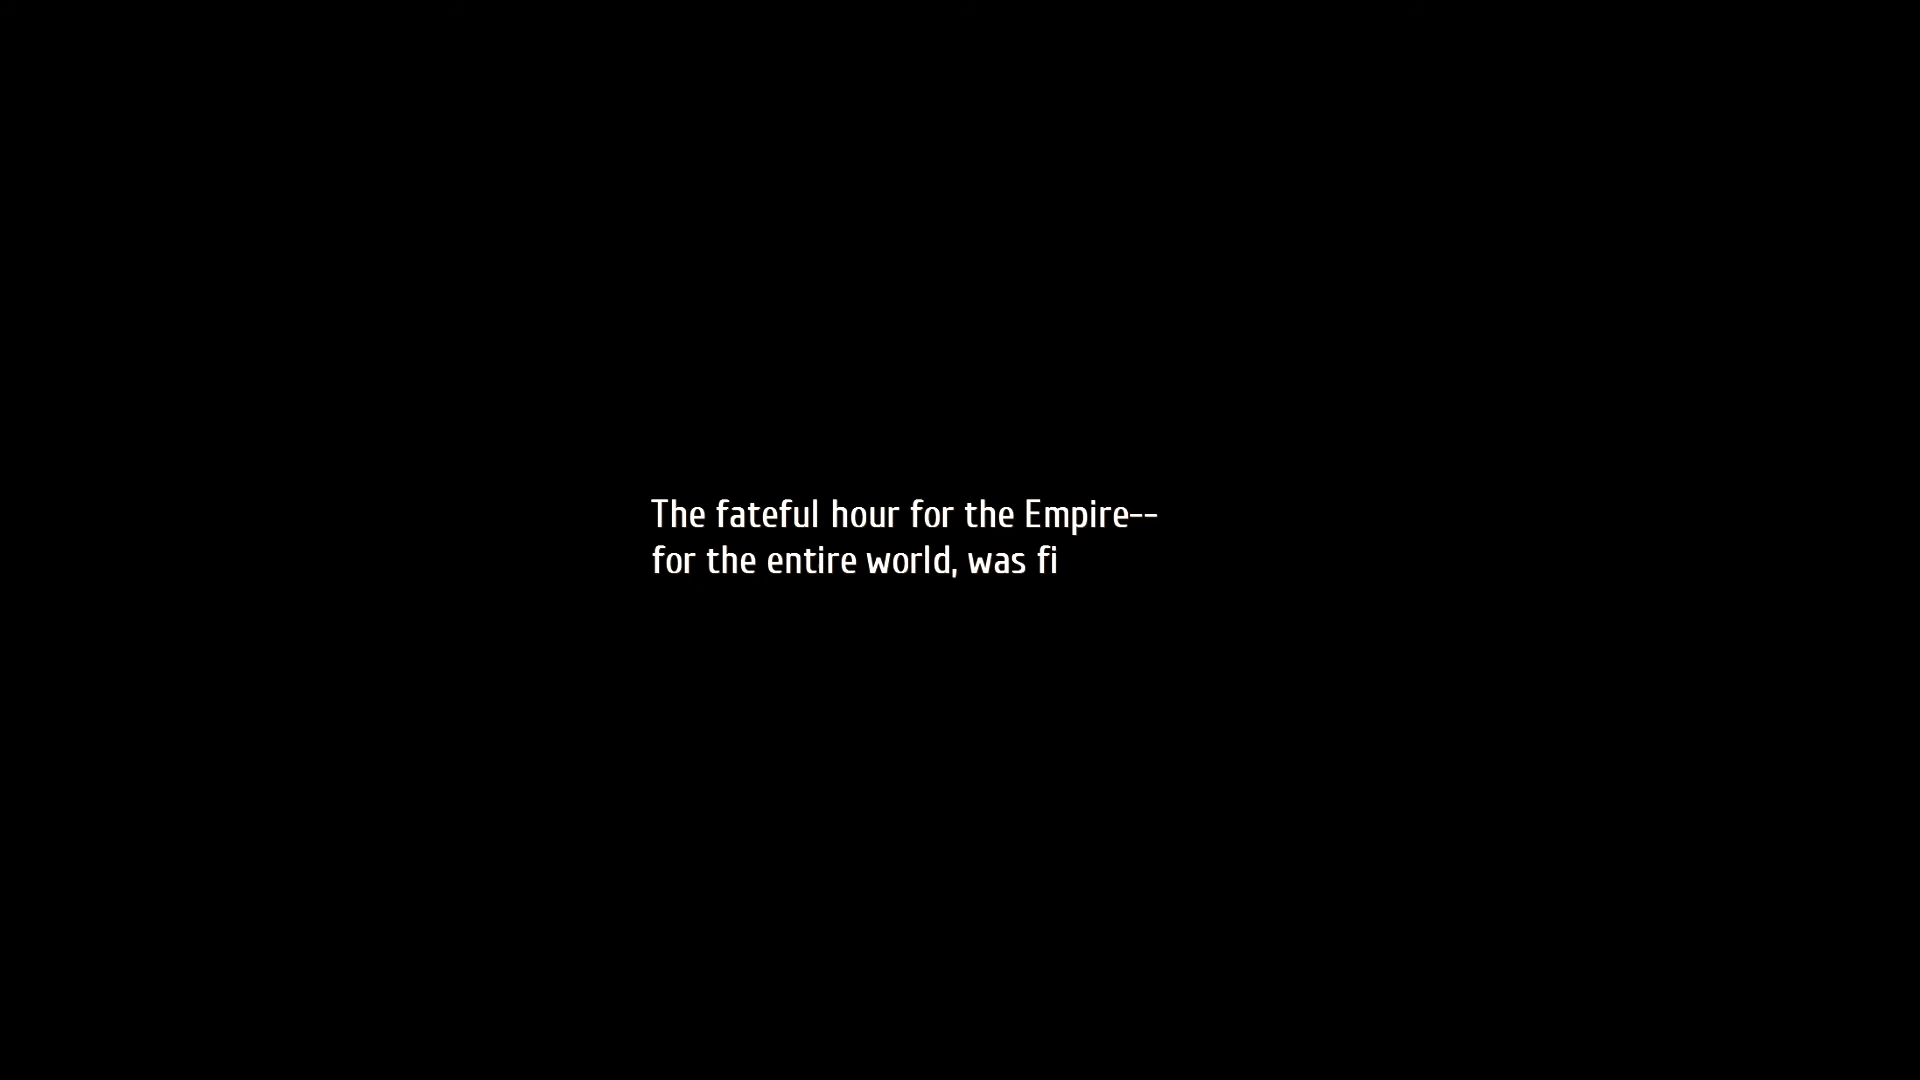 The fateful hour for the Empire--
for the entire world, was fi